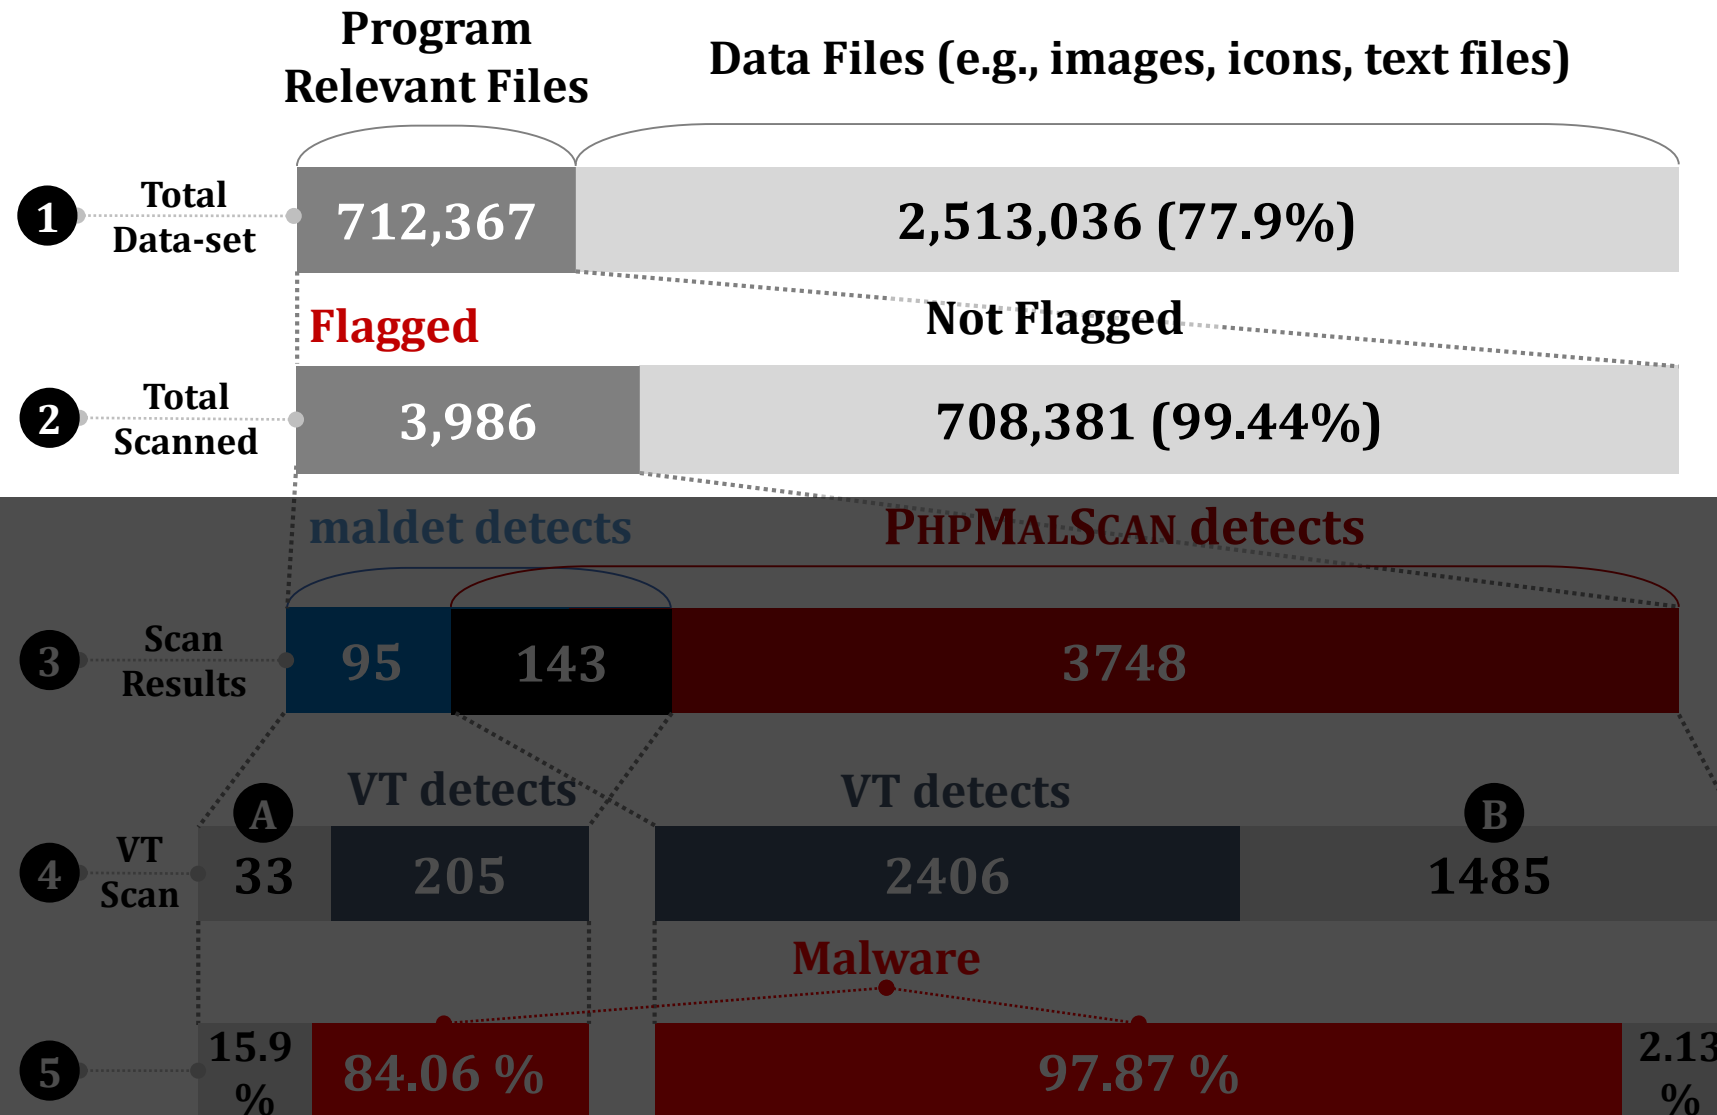 Program
Relevant Files
Data Files (e.g., images, icons, text files)
1
Total
Data-set
712,367
2,513,036 (77.9%)
Flagged
Not Flagged
2
Total
Scanned
3,986
708,381 (99.44%)
maldet detects
PHPMALSCAN detects
3
Scan
Results
95
143
3748
VT detects
VT detects
A
B
4
VT
Scan
33
205
2406
1485
Malware
5
15.9
%
84.06 %
97.87 %
2.13
%